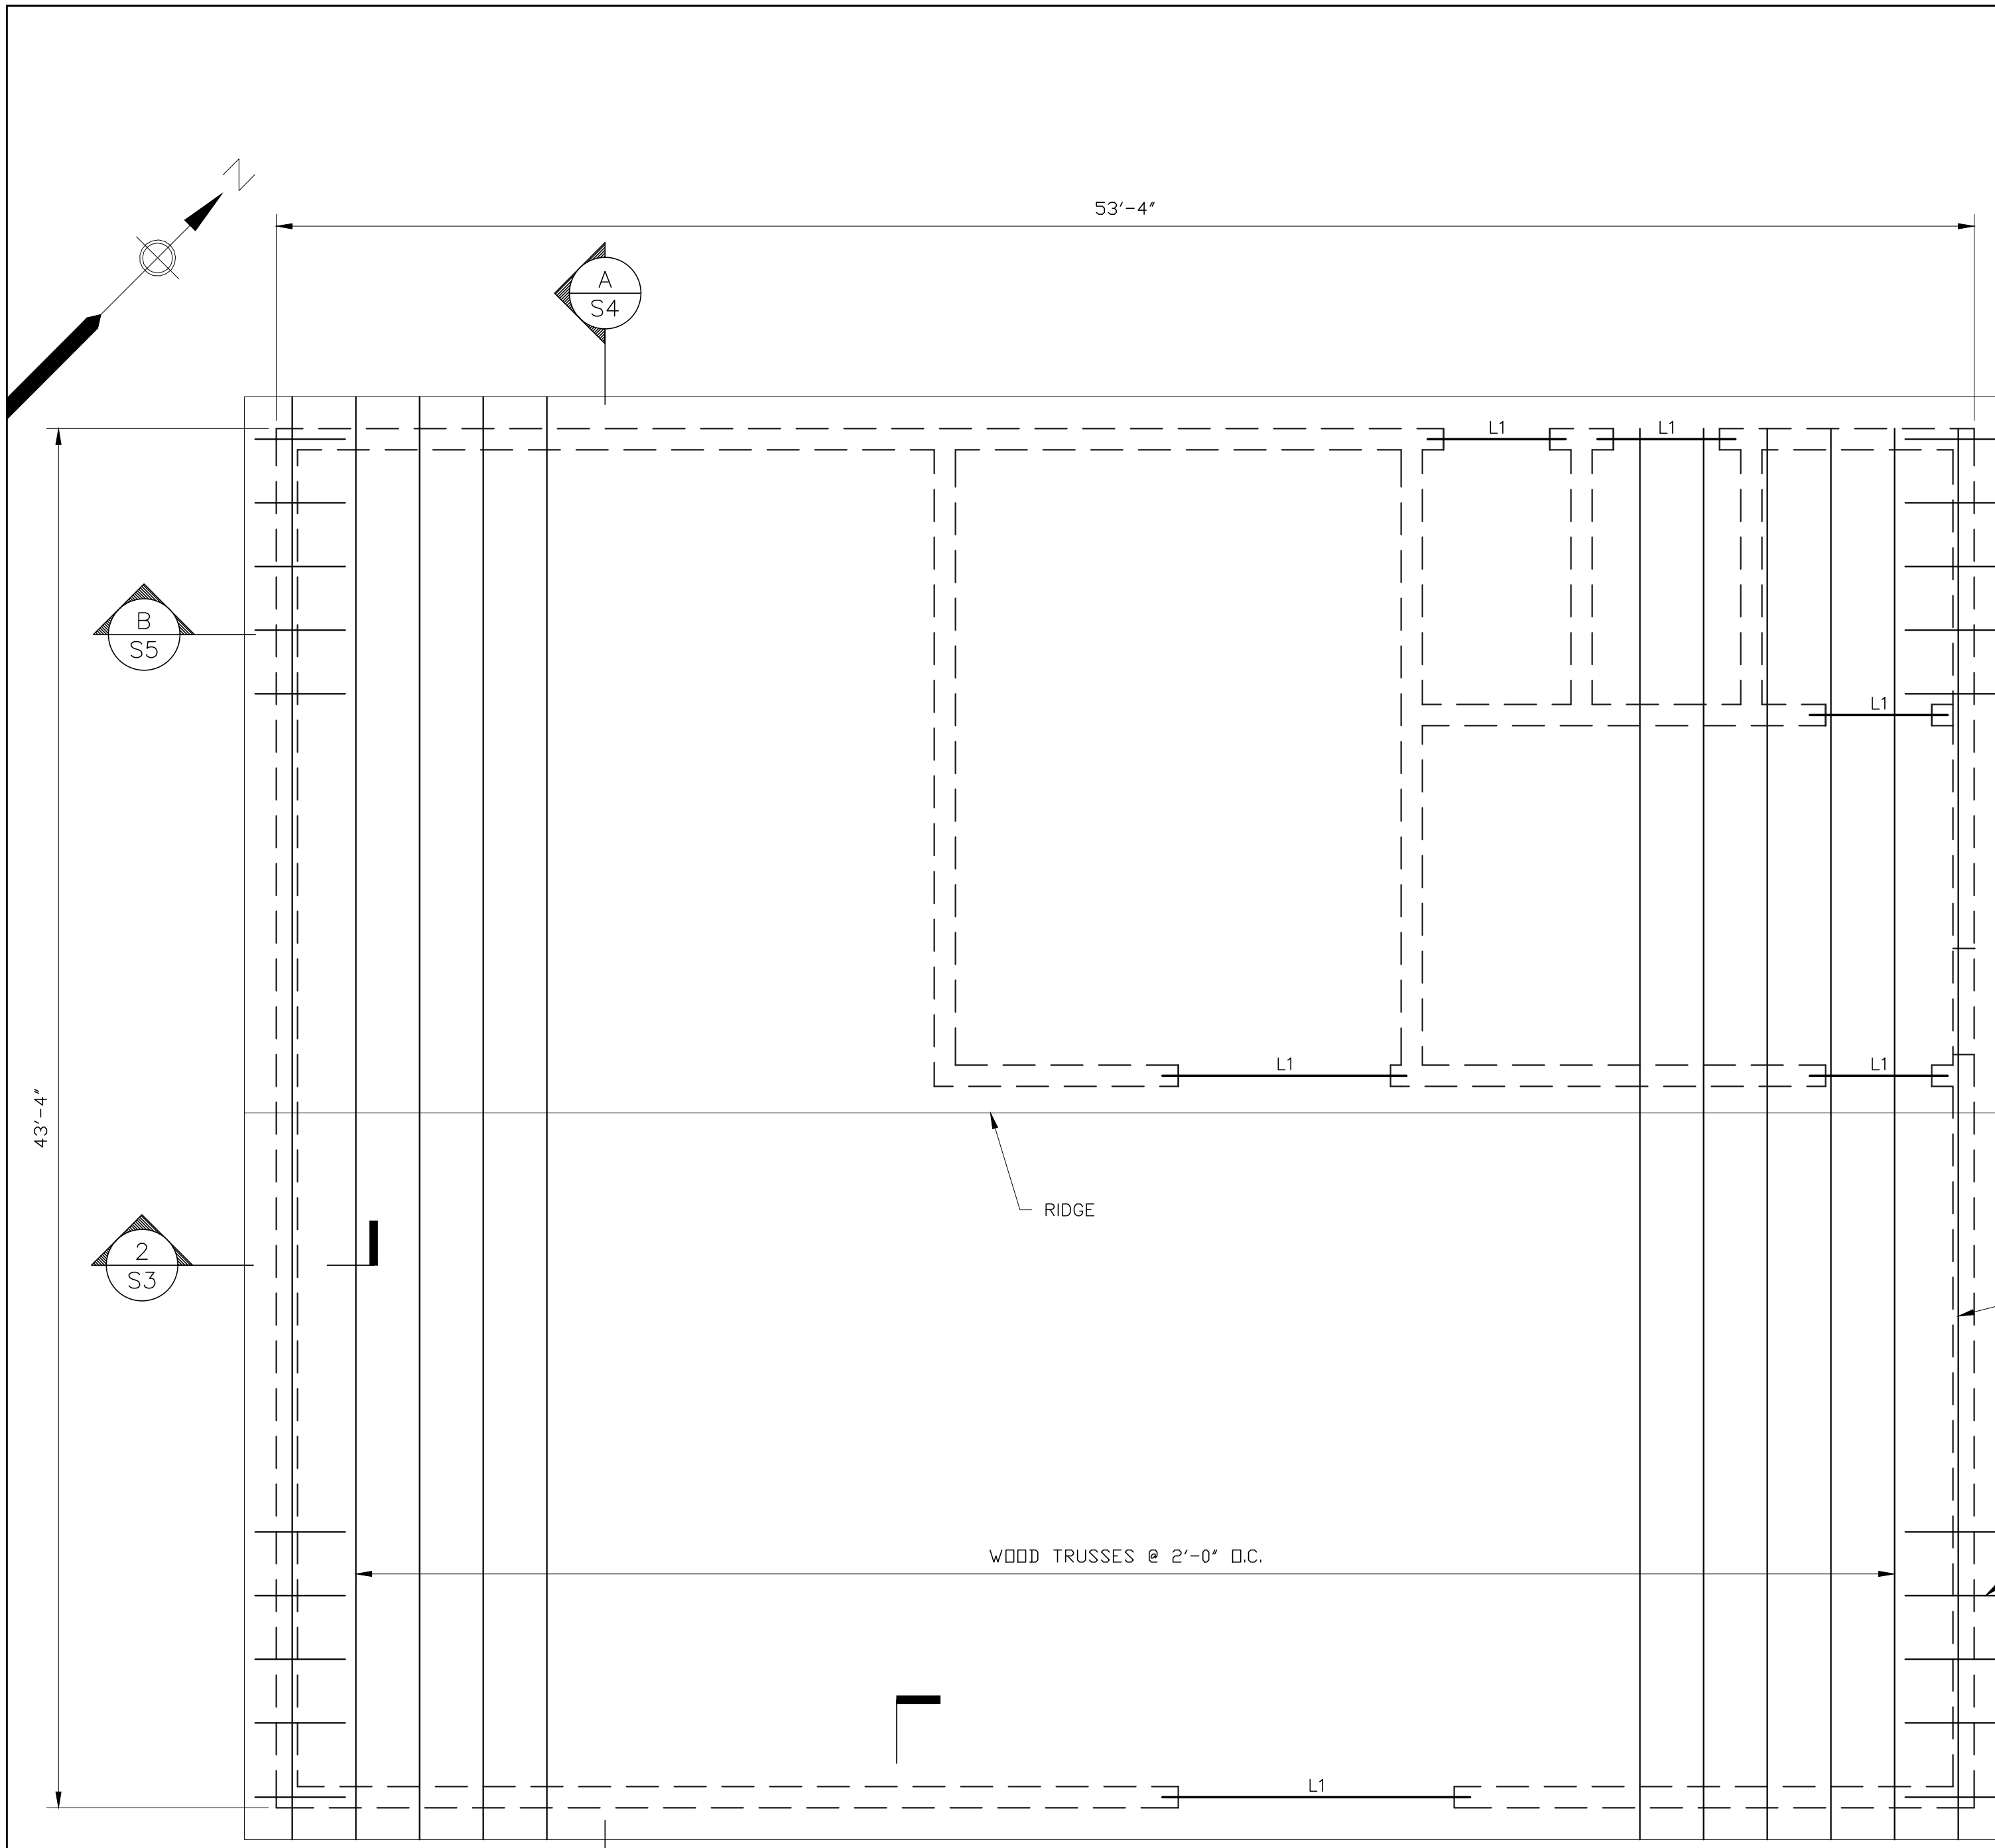 N
53'-4"
A
S4
L1
L1
B
S5
L1
L1
L1
43'-4"
RIDGE
2
S3
WOOD TRUSSES @ 2'-0" O.C.
L1